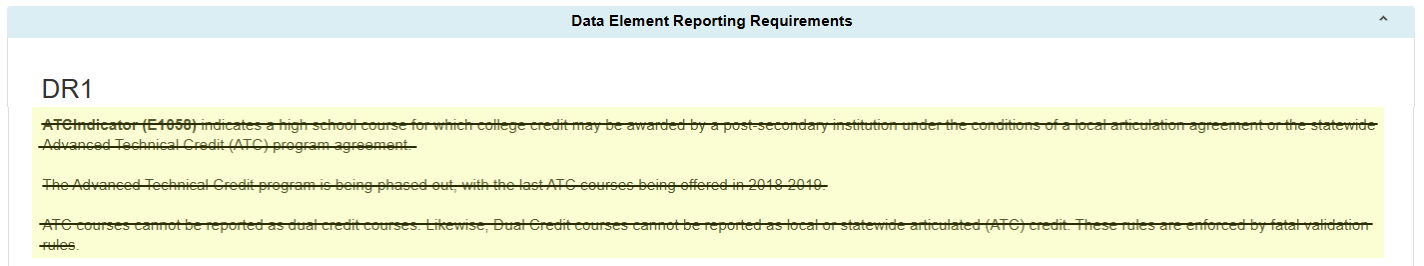 Data Element Reporting Requirements
DR1
ATCIndicator (E1058) indicates a high school course for which college credit may be awarded by a post-secondary institution under the conditions of a local articulation agreement or the statewide
Advanced Technical Credit (ATC) program agreement.
The Advanced Technical Credit program is being phased out, with the last ATC courses being offered in 2018-2019.
ATC courses cannot be reported as dual credit courses. Likewise, Dual Credit courses cannot be reported as local or statewide articulated (ATC) credit. These rules are enforced by fatal validation
rules.